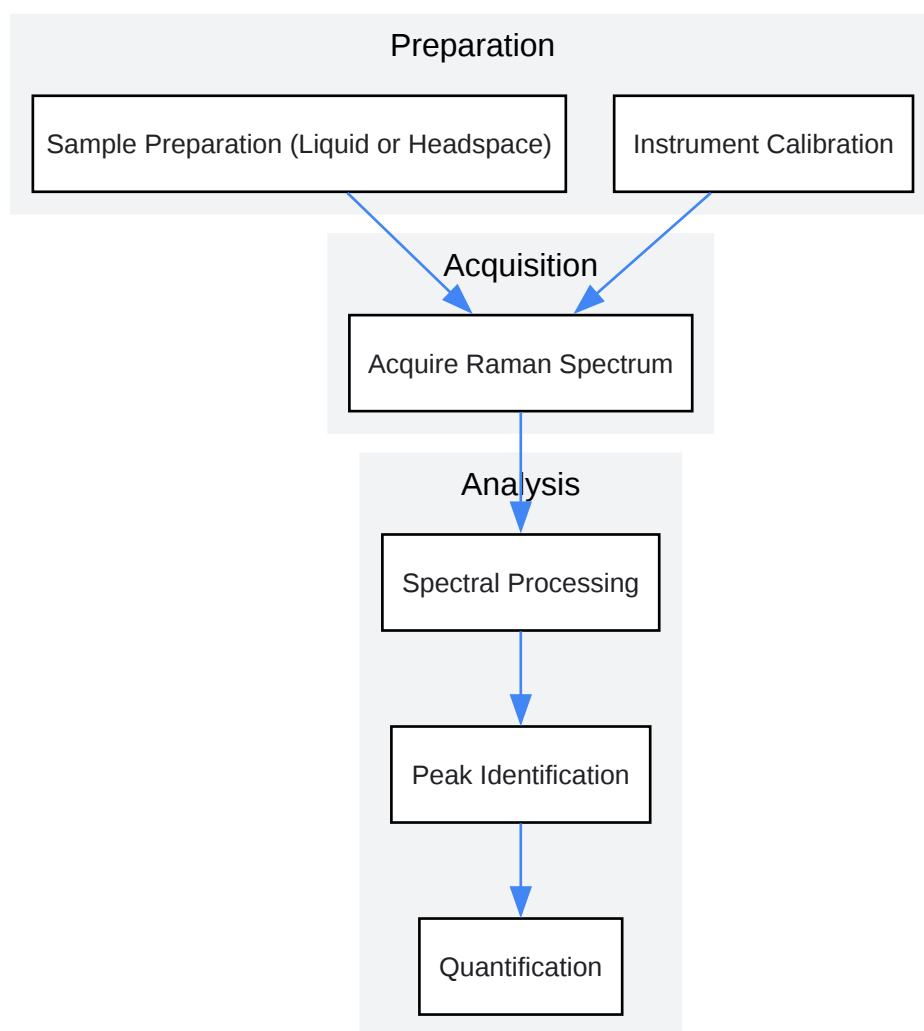 Preparation
Sample Preparation (Liquid or Headspace)
Instrument Calibration
Acquisition
Acquire Raman Spectrum
Analysis
Spectral Processing
Peak Identification
Quantification